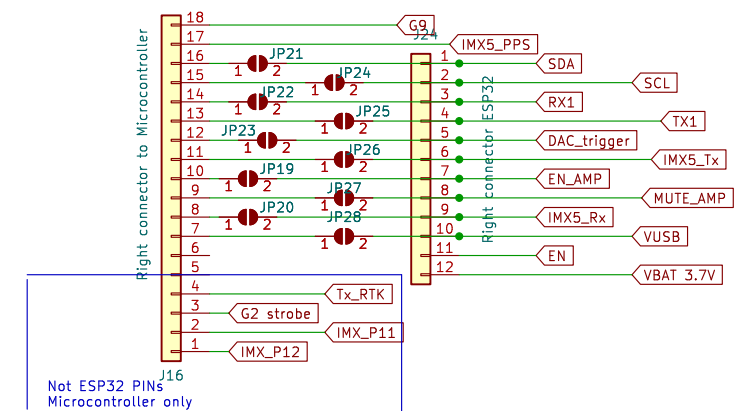 18
G9
17
J24
IMX5_PPS
16
JP21
1 2
1
SDA
15
JP24
1 2
2
SCL
14
JP22
1 2
3
RX1
13
JP25
1 2
4
TX1
12
JP23
1 2
5
DAC_trigger
11
JP26
1 2
6
IMX5_Tx
10
JP19
1 2
7
EN_AMP
9
JP27
1 2
8
MUTE_AMP
8
JP20
1 2
9
IMX5_Rx
7
JP28
1 2
10
VUSB
6
11
EN
5
12
VBAT 3.7V
4
Tx_RTK
3
G2 strobe
2
IMX_P11
1
IMX_P12
J16
Right connector to Microcontroller
Right connector ESP32
Not ESP32 PINs
Microcontroller only